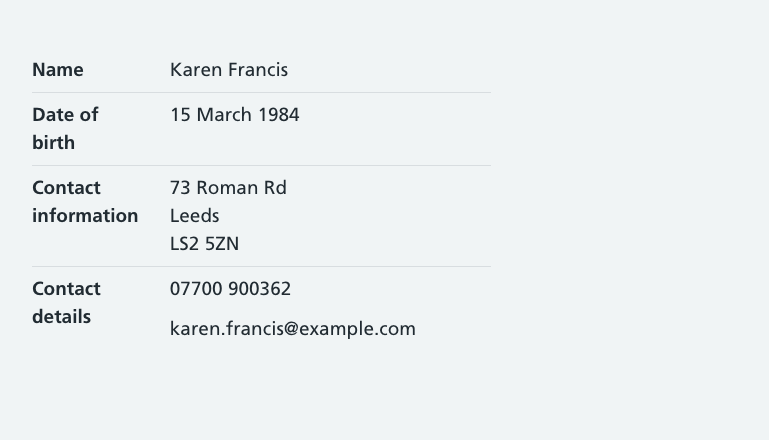 Name Karen Francis
Date of birth 15 March 1984
Contact information 73 Roman Rd
Leeds
LS2 5ZN
Contact details 07700 900362
karen.francis@example.com